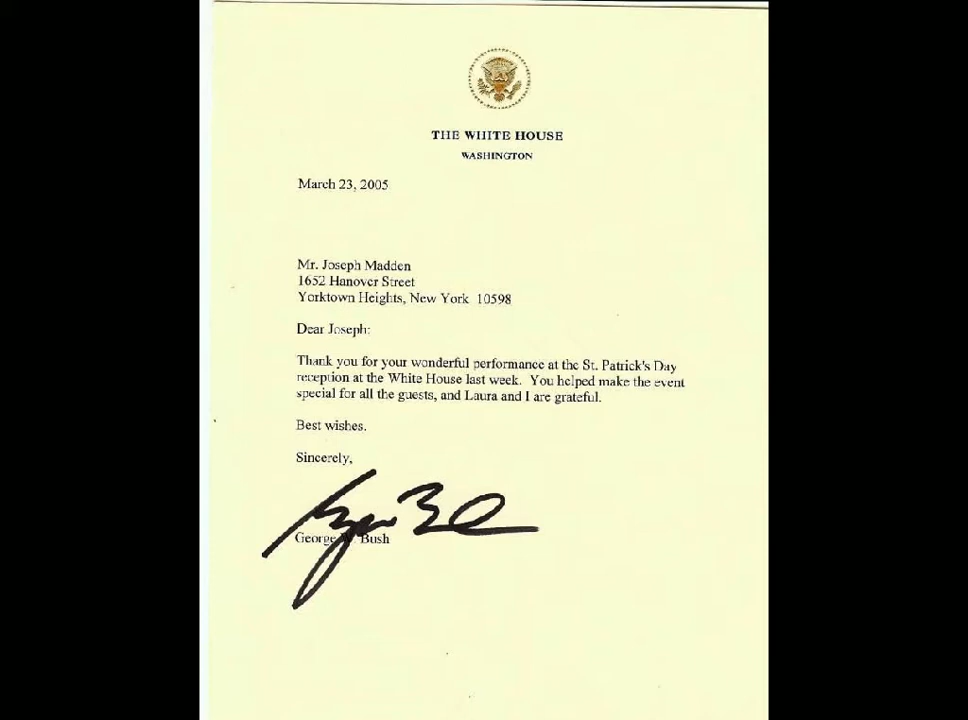 THE WHITE HOUSE
WASHINGTON
March 23, 2005
Mr. Joseph Madden
1652 Hanover Street
Yorktown Heights, New York 10598
Dear Joseph:
Thank you for your wonderful performance at the St. Patrick's Day
reception at the White House last week. You helped make the event
special for all the guests, and Laura and I are grateful.
Best wishes.
Sincerely,
George W. Bush